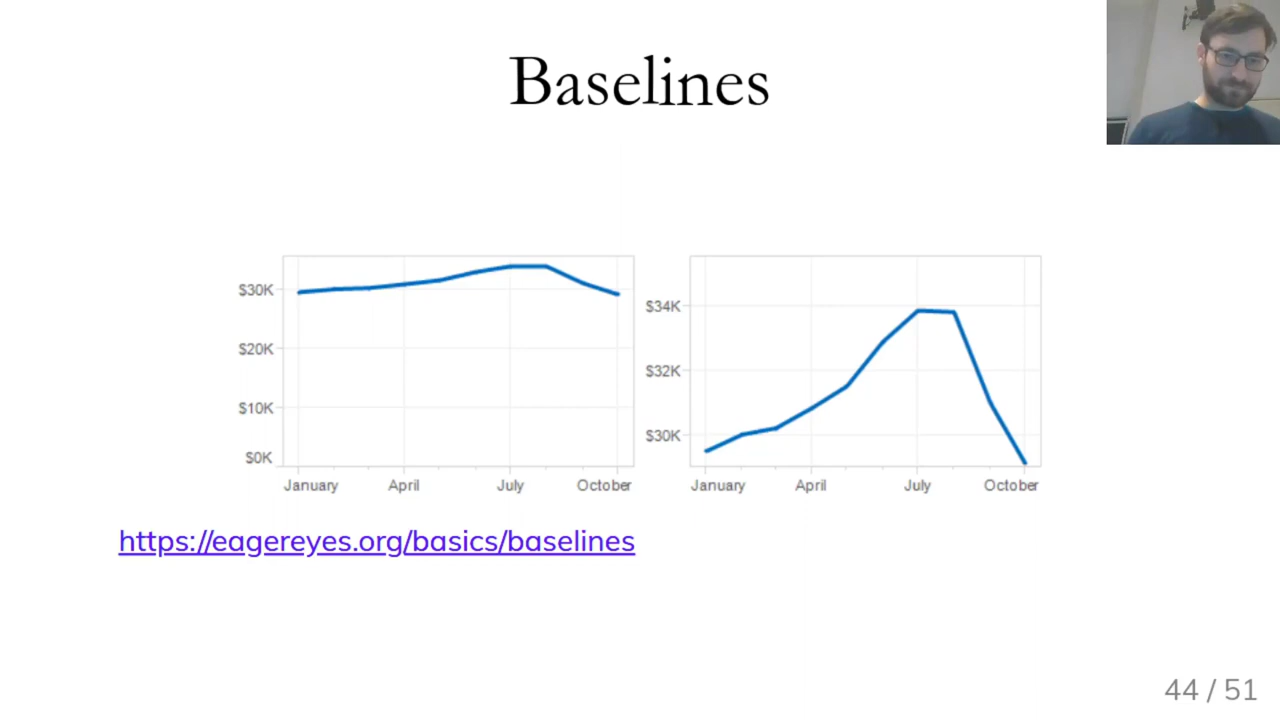 Baselines
$30K
$20K
$10K
$0K
January April July October
$34K
$32K
$30K
January April July October
https://eagereyes.org/basics/baselines
44 / 51